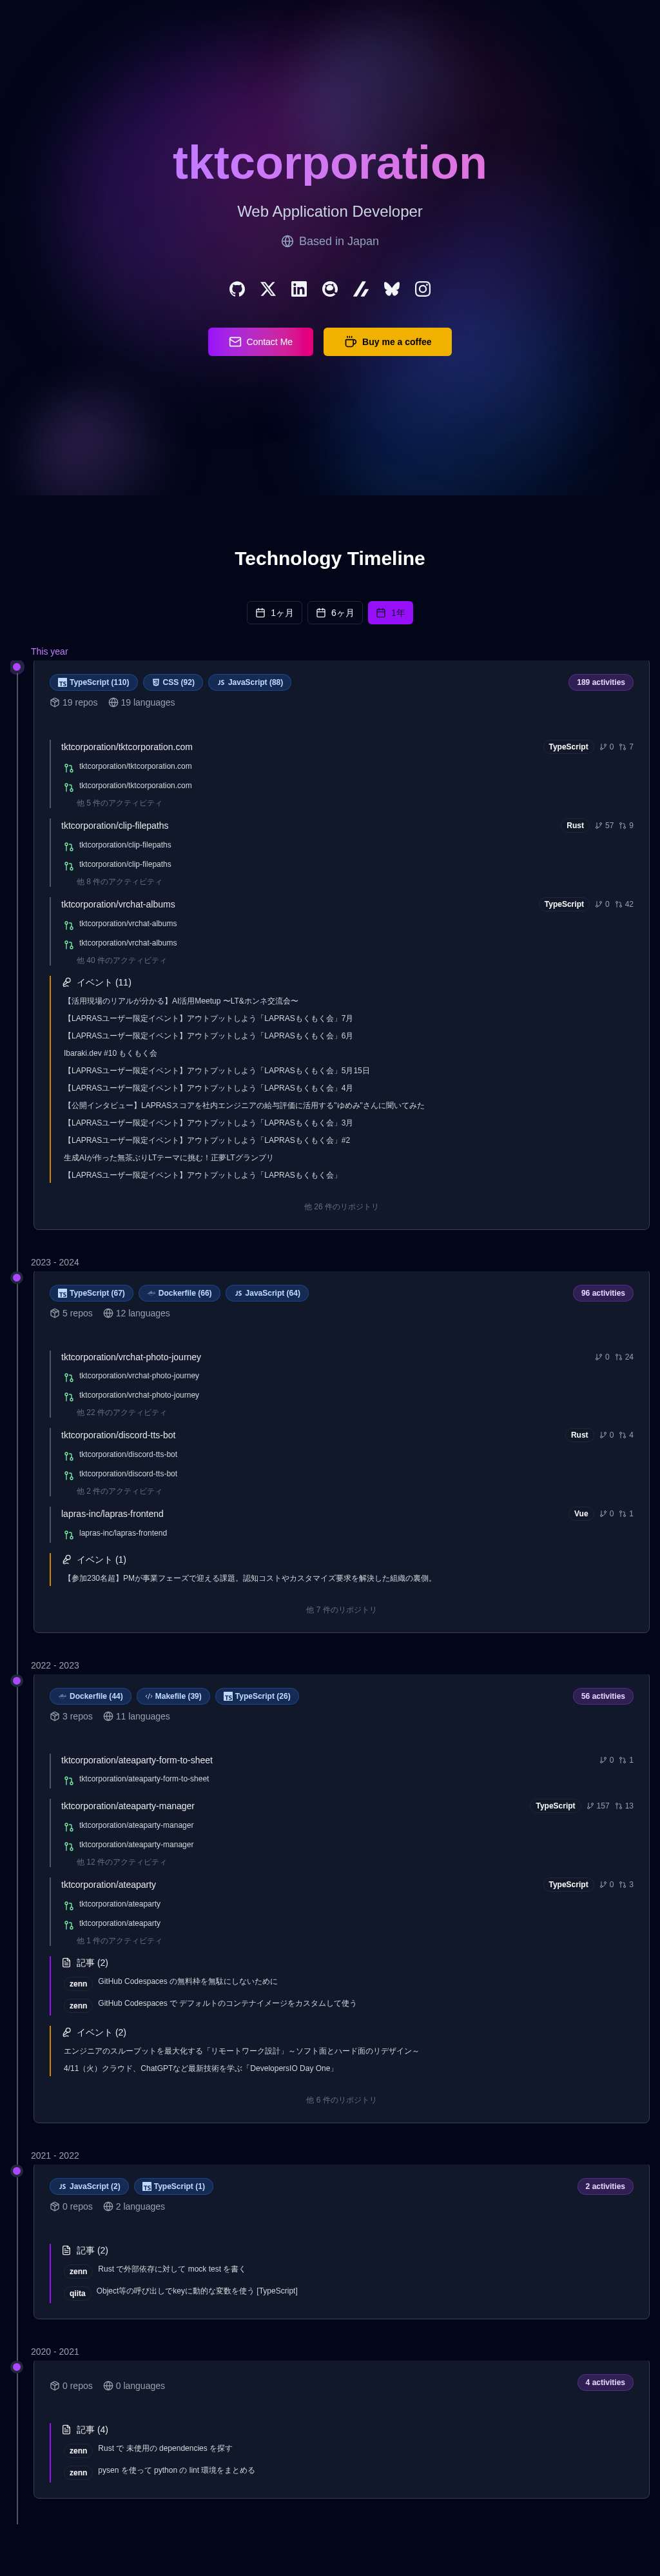 tktcorporation
Web Application Developer
Based in Japan
Contact Me
Buy me a coffee
Technology Timeline
1ヶ月 6ヶ月 1年
This year
TypeScript (110) CSS (92) JavaScript (88) 189 activities
19 repos 19 languages
tktcorporation/tktcorporation.com TypeScript 0 7
tktcorporation/tktcorporation.com
tktcorporation/tktcorporation.com
他 5 件のアクティビティ
tktcorporation/clip-filepaths Rust 57 9
tktcorporation/clip-filepaths
tktcorporation/clip-filepaths
他 8 件のアクティビティ
tktcorporation/vrchat-albums TypeScript 0 42
tktcorporation/vrchat-albums
tktcorporation/vrchat-albums
他 40 件のアクティビティ
イベント (11)
【活用現場のリアルが分かる】AI活用Meetup 〜LT&ホンネ交流会〜
【LAPRASユーザー限定イベント】アウトプットしよう「LAPRASもくもく会」7月
【LAPRASユーザー限定イベント】アウトプットしよう「LAPRASもくもく会」6月
Ibaraki.dev #10 もくもく会
【LAPRASユーザー限定イベント】アウトプットしよう「LAPRASもくもく会」5月15日
【LAPRASユーザー限定イベント】アウトプットしよう「LAPRASもくもく会」4月
【公開インタビュー】LAPRASスコアを社内エンジニアの給与評価に活用する"ゆめみ"さんに聞いてみた
【LAPRASユーザー限定イベント】アウトプットしよう「LAPRASもくもく会」3月
【LAPRASユーザー限定イベント】アウトプットしよう「LAPRASもくもく会」#2
生成AIが作った無茶ぶりLTテーマに挑む！正夢LTグランプリ
【LAPRASユーザー限定イベント】アウトプットしよう「LAPRASもくもく会」
他 26 件のリポジトリ
2023 - 2024
TypeScript (67) Dockerfile (66) JavaScript (64) 96 activities
5 repos 12 languages
tktcorporation/vrchat-photo-journey 0 24
tktcorporation/vrchat-photo-journey
tktcorporation/vrchat-photo-journey
他 22 件のアクティビティ
tktcorporation/discord-tts-bot Rust 0 4
tktcorporation/discord-tts-bot
tktcorporation/discord-tts-bot
他 2 件のアクティビティ
lapras-inc/lapras-frontend Vue 0 1
lapras-inc/lapras-frontend
イベント (1)
【参加230名超】PMが事業フェーズで迎える課題。認知コストやカスタマイズ要求を解決した組織の裏側。
他 7 件のリポジトリ
2022 - 2023
Dockerfile (44) Makefile (39) TypeScript (26) 56 activities
3 repos 11 languages
tktcorporation/ateaparty-form-to-sheet 0 1
tktcorporation/ateaparty-form-to-sheet
tktcorporation/ateaparty-manager TypeScript 157 13
tktcorporation/ateaparty-manager
tktcorporation/ateaparty-manager
他 12 件のアクティビティ
tktcorporation/ateaparty TypeScript 0 3
tktcorporation/ateaparty
tktcorporation/ateaparty
他 1 件のアクティビティ
記事 (2)
zenn GitHub Codespaces の無料枠を無駄にしないために
zenn GitHub Codespaces で デフォルトのコンテナイメージをカスタムして使う
イベント (2)
エンジニアのスループットを最大化する「リモートワーク設計」～ソフト面とハード面のリデザイン～
4/11（火）クラウド、ChatGPTなど最新技術を学ぶ「DevelopersIO Day One」
他 6 件のリポジトリ
2021 - 2022
JavaScript (2) TypeScript (1) 2 activities
0 repos 2 languages
記事 (2)
zenn Rust で外部依存に対して mock test を書く
qiita Object等の呼び出しでkeyに動的な変数を使う [TypeScript]
2020 - 2021
0 repos 0 languages 4 activities
記事 (4)
zenn Rust で 未使用の dependencies を探す
zenn pysen を使って python の lint 環境をまとめる